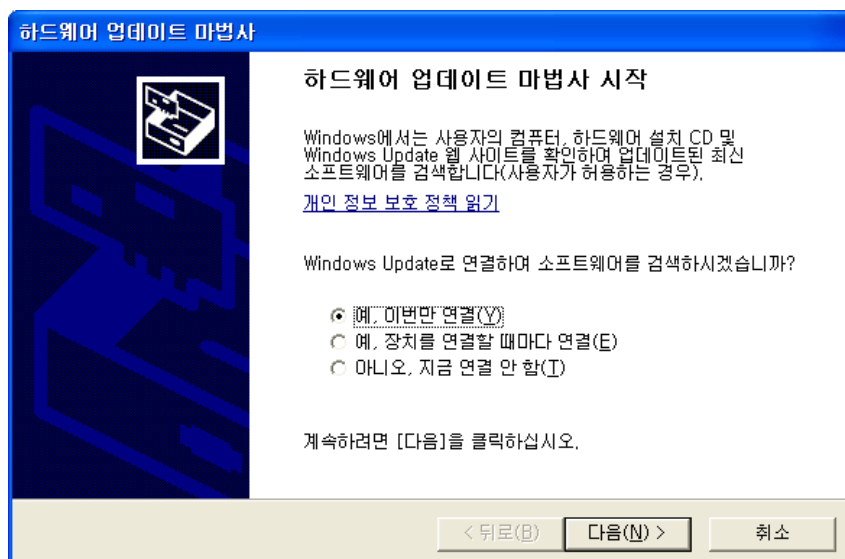 하드웨어 업데이트 마법사
하드웨어 업데이트 마법사 시작
Windows에서는 사용자의 컴퓨터, 하드웨어 설치 CD 및
Windows Update 웹 사이트를 확인하여 업데이트된 최신
소프트웨어를 검색합니다(사용자가 허용하는 경우).
개인 정보 보호 정책 읽기
Windows Update로 연결하여 소프트웨어를 검색하시겠습니까?
예, 이번만 연결(Y)
예, 장치를 연결할 때마다 연결(E)
아니오, 지금 연결 안 함(T)
계속하려면 [다음]을 클릭하십시오.
< 뒤로(B) 다음(N) > 취소